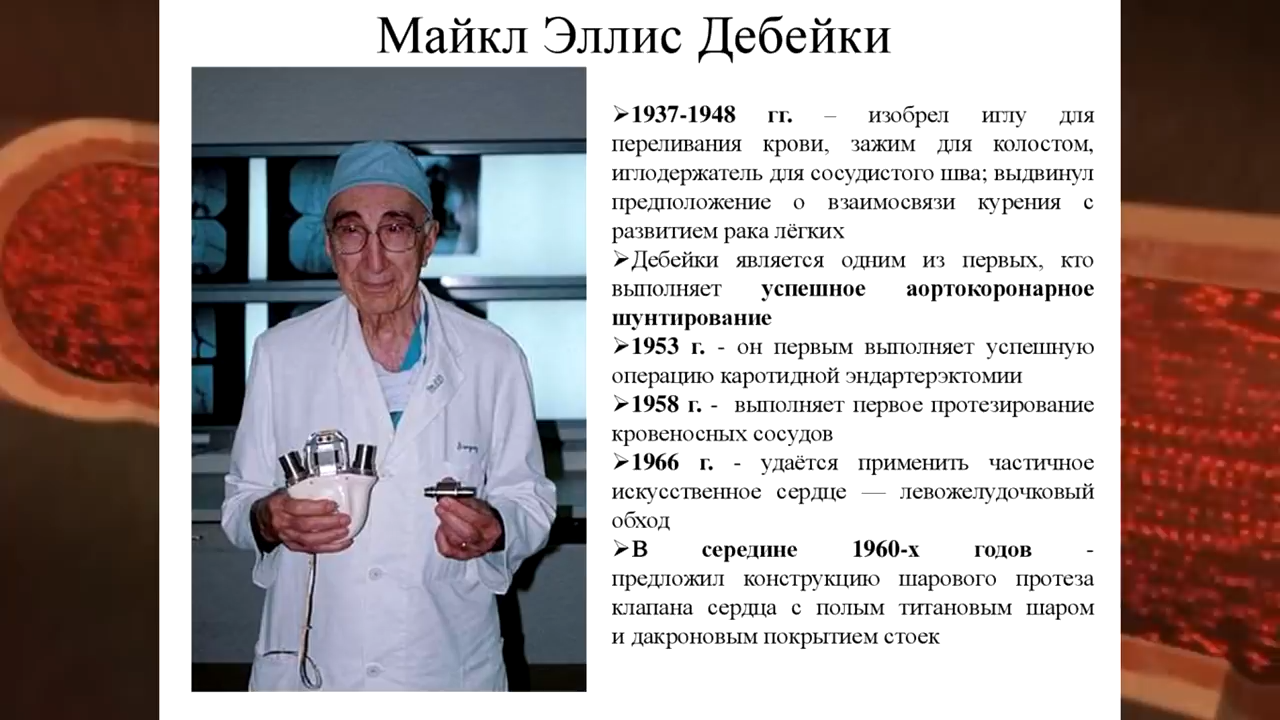 Майкл Эллис Дебейки
➢1937-1948 гг. – изобрел иглу для
переливания крови, зажим для колостом,
иглодержатель для сосудистого шва; выдвинул
предположение о взаимосвязи курения с
развитием рака лёгких
➢Дебейки является одним из первых, кто
выполняет успешное аортокоронарное
шунтирование
➢1953 г. - он первым выполняет успешную
операцию каротидной эндартерэктомии
➢1958 г. - выполняет первое протезирование
кровеносных сосудов
➢1966 г. - удаётся применить частичное
искусственное сердце — левожелудочковый
обход
➢В середине 1960-х годов -
предложил конструкцию шарового протеза
клапана сердца с полым титановым шаром
и дакроновым покрытием стоек